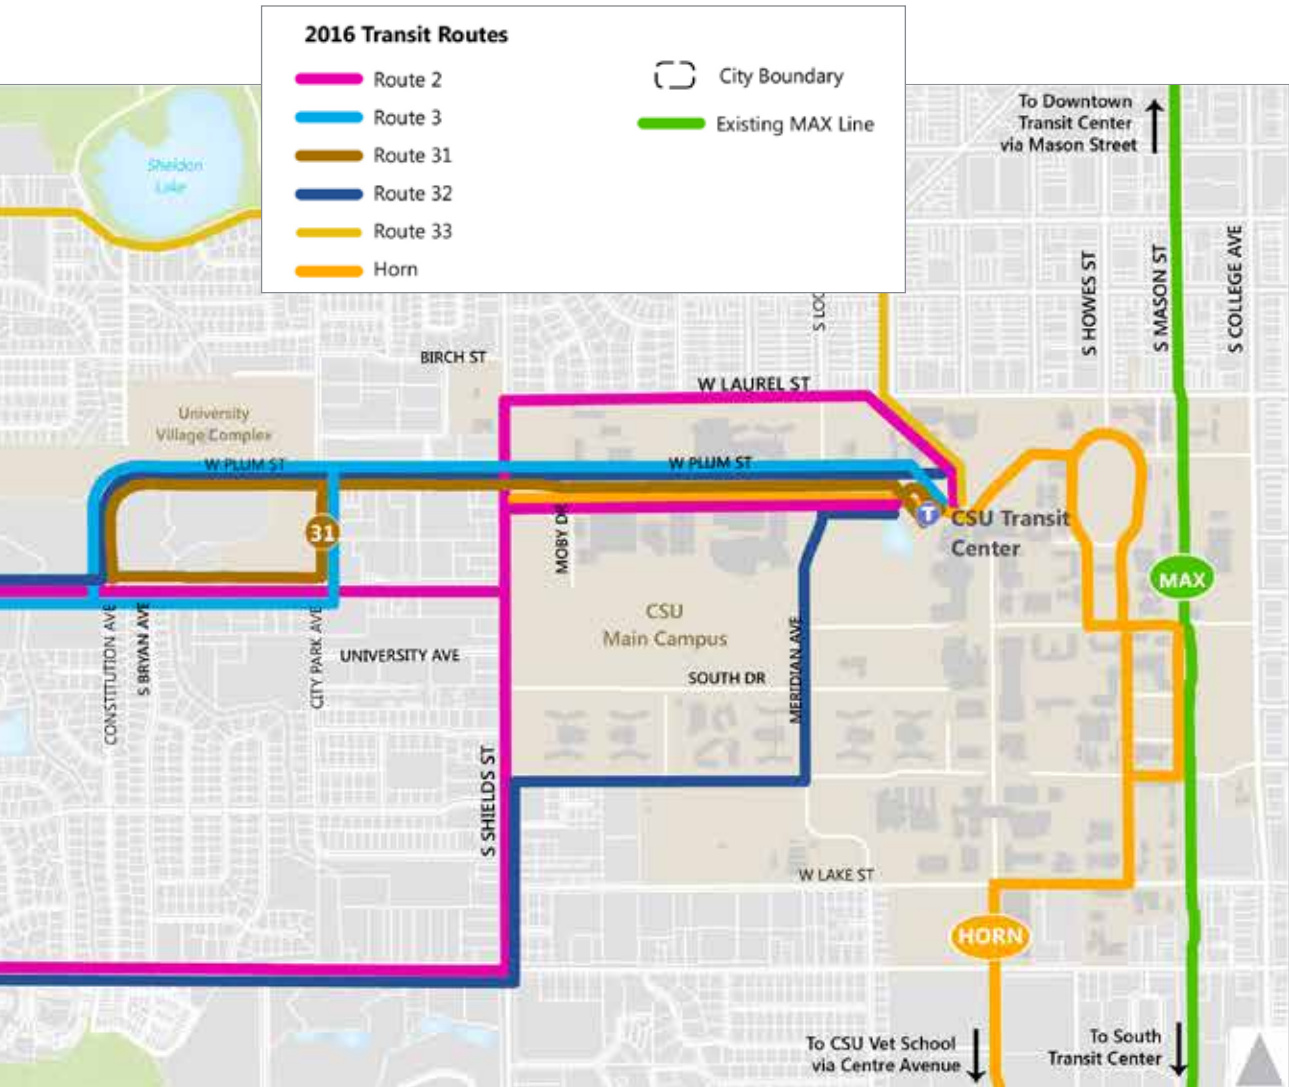 2016 Transit Routes
Route 2
Route 3
Route 31
Route 32
Route 33
Horn
City Boundary
Existing MAX Line
To Downtown
Transit Center
via Mason Street
Sheldon
Lake
S HOWES ST
S MASON ST
S COLLEGE AVE
S LOO
BIRCH ST
W LAUREL ST
University
Village Complex
W PLUM ST
W PLUM ST
31
MOBY DR
T
CSU Transit
Center
MAX
CSU
Main Campus
CONSTITUTION AVE
S BRYAN AVE
CITY PARK AVE
UNIVERSITY AVE
SOUTH DR
MERIDIAN AVE
S SHIELDS ST
W LAKE ST
HORN
To CSU Vet School
via Centre Avenue
To South
Transit Center